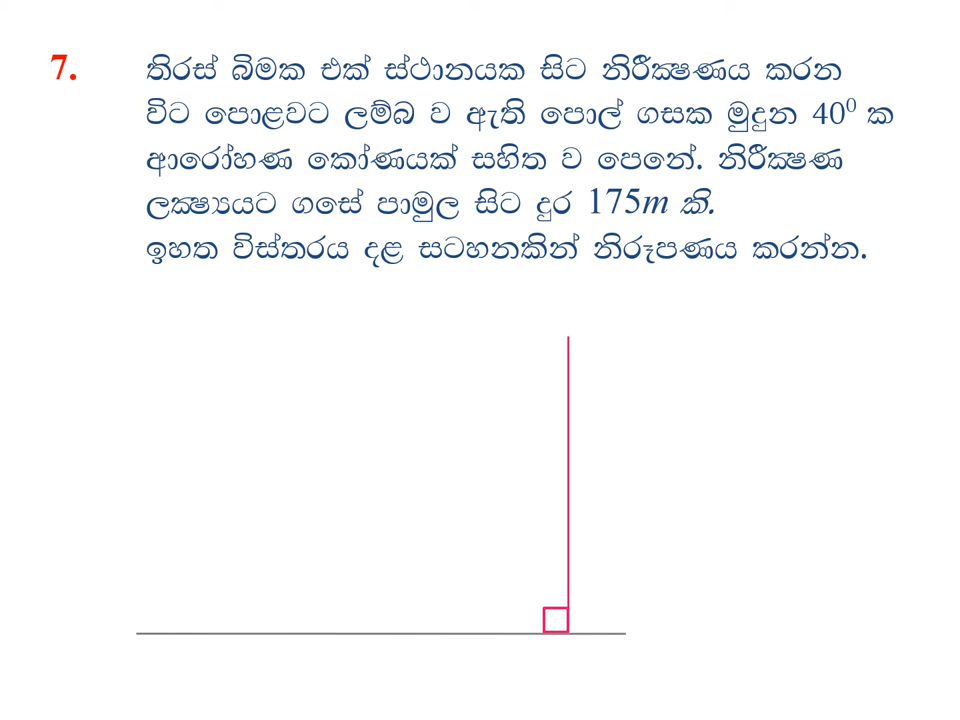 7. තිරස් බිමක එක් ස්ථානයක සිට නිරීක්‍ෂණය කරන
විට පොළවට ලම්බ ව ඇති පොල් ගසක මුදුන 40⁰ ක
ආරෝහණ කෝණයක් සහිත ව පෙනේ. නිරීක්‍ෂණ
ලක්‍ෂ්‍යයට ගසේ පාමුල සිට දුර 175m කි.
ඉහත විස්තරය දළ සටහනකින් නිරූපණය කරන්න.